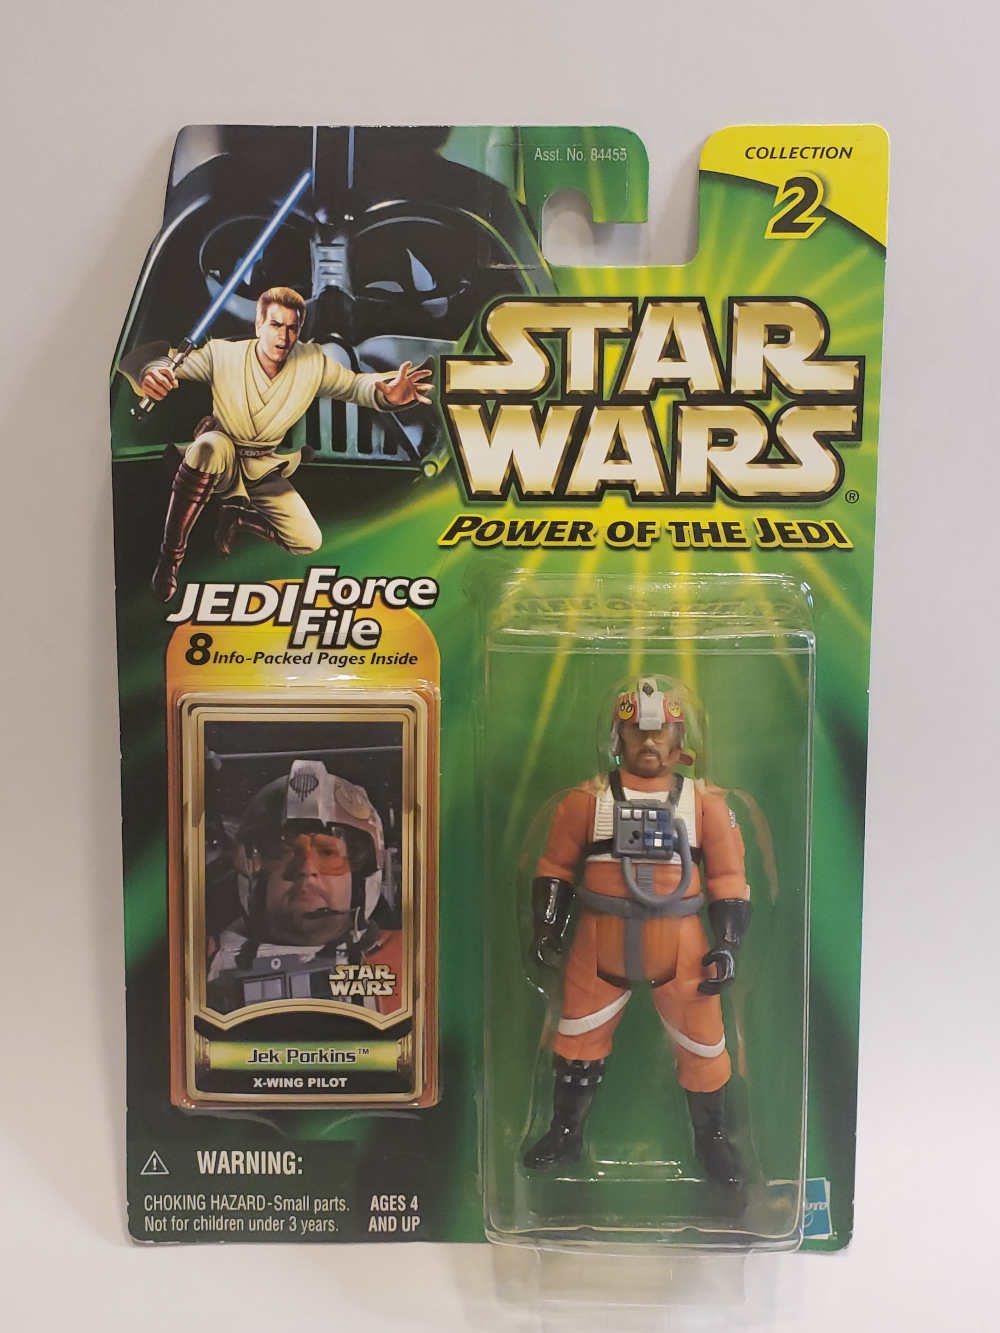 Asst. No. 84455
COLLECTION
2
STAR
WARS®
POWER OF THE JEDI
JEDI Force
File
8 Info-Packed Pages Inside
STAR
WARS
Jek Porkins™
X-WING PILOT
⚠ WARNING:
CHOKING HAZARD-Small parts.
Not for children under 3 years.
AGES 4
AND UP